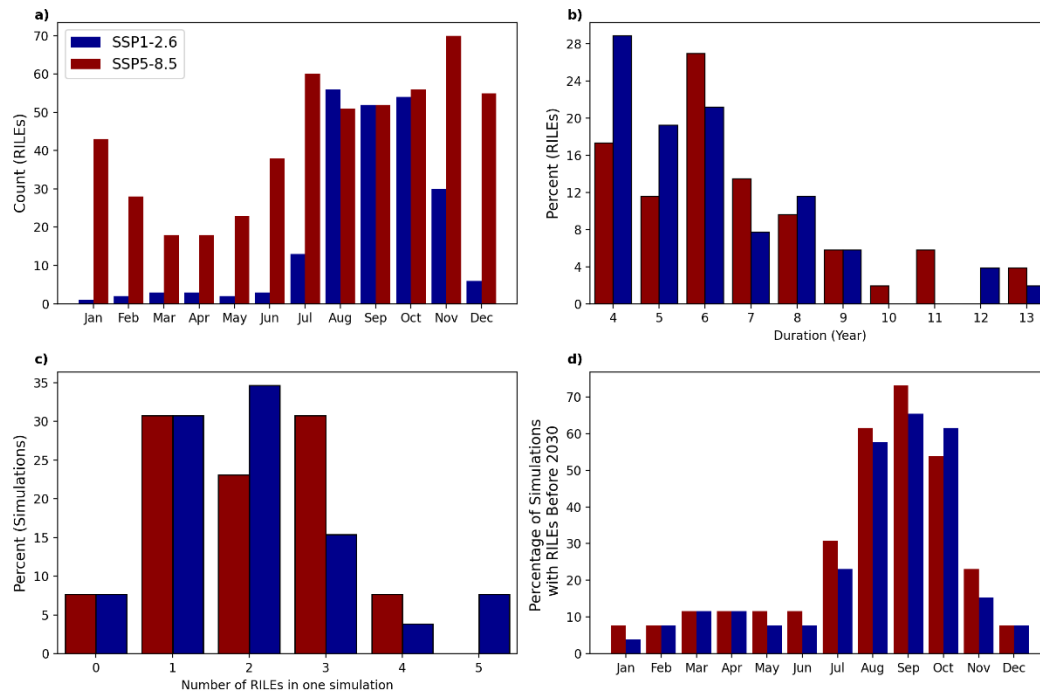 a)
SSP1-2.6
SSP5-8.5
Count (RILEs)
70
60
50
40
30
20
10
0
Jan Feb Mar Apr May Jun Jul Aug Sep Oct Nov Dec
b)
Percent (RILEs)
28
24
20
16
12
8
4
0
4 5 6 7 8 9 10 11 12 13
Duration (Year)
c)
Percent (Simulations)
35
30
25
20
15
10
5
0
0 1 2 3 4 5
Number of RILEs in one simulation
d)
Percentage of Simulations
with RILEs Before 2030
70
60
50
40
30
20
10
0
Jan Feb Mar Apr May Jun Jul Aug Sep Oct Nov Dec